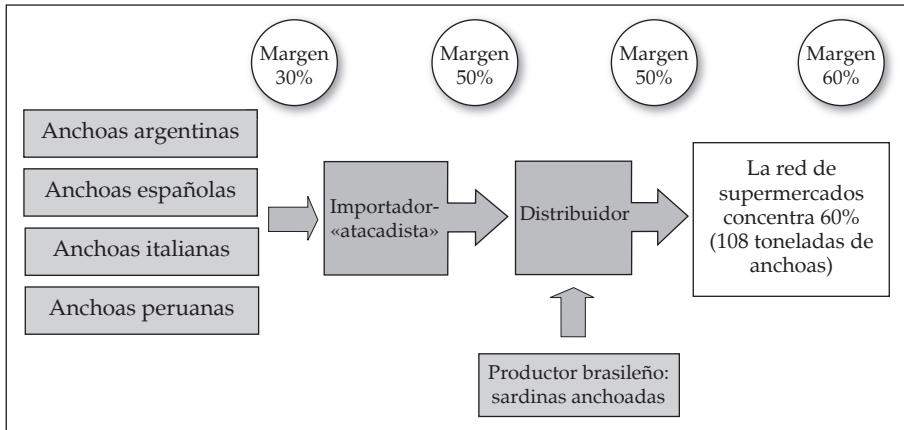 Margen
30%
Margen
50%
Margen
50%
Margen
60%
Anchoas argentinas
Anchoas españolas
Anchoas italianas
Anchoas peruanas
Importador-
«atacadista»
Distribuidor
La red de
supermercados
concentra 60%
(108 toneladas de
anchoas)
Productor brasileño:
sardinas anchoadas